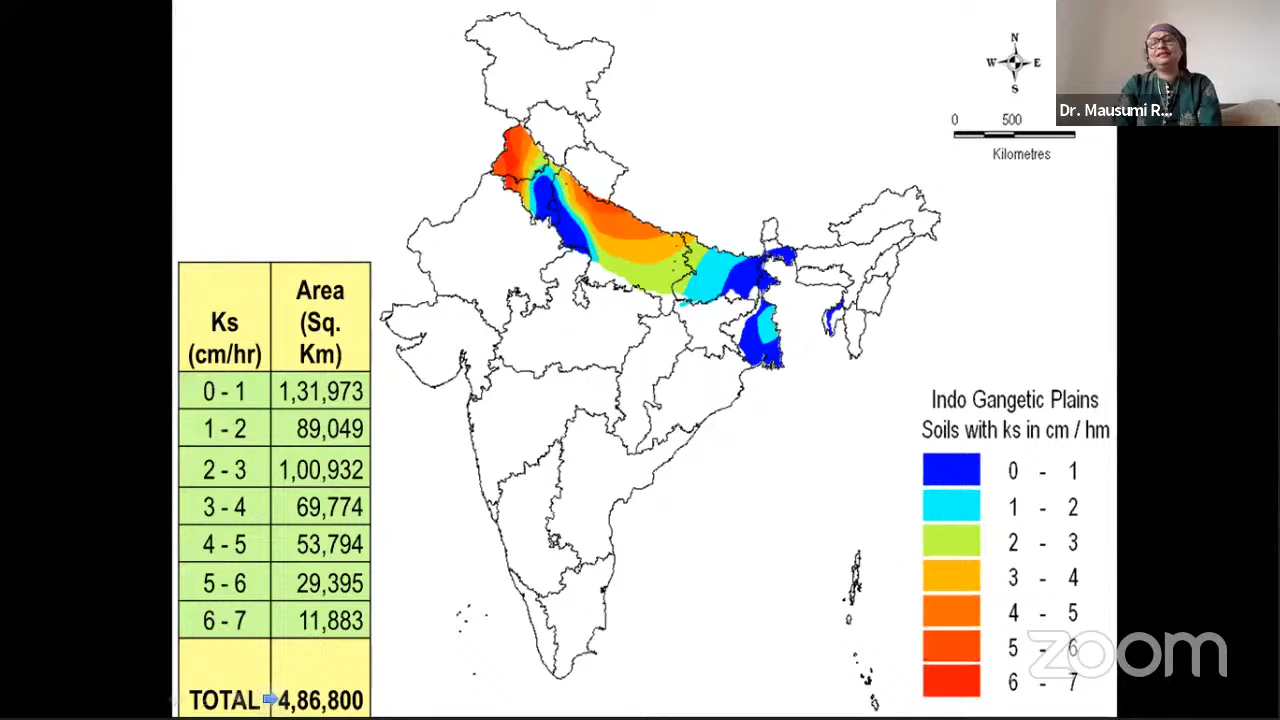 N
W E
S
0 500
Kilometres
Dr. Mausumi R...
Ks
(cm/hr)
Area
(Sq.
Km)
0 - 1 1,31,973
1 - 2 89,049
2 - 3 1,00,932
3 - 4 69,774
4 - 5 53,794
5 - 6 29,395
6 - 7 11,883
TOTAL 4,86,800
Indo Gangetic Plains
Soils with ks in cm / hm
0 - 1
1 - 2
2 - 3
3 - 4
4 - 5
5 - 6
6 - 7
zoom